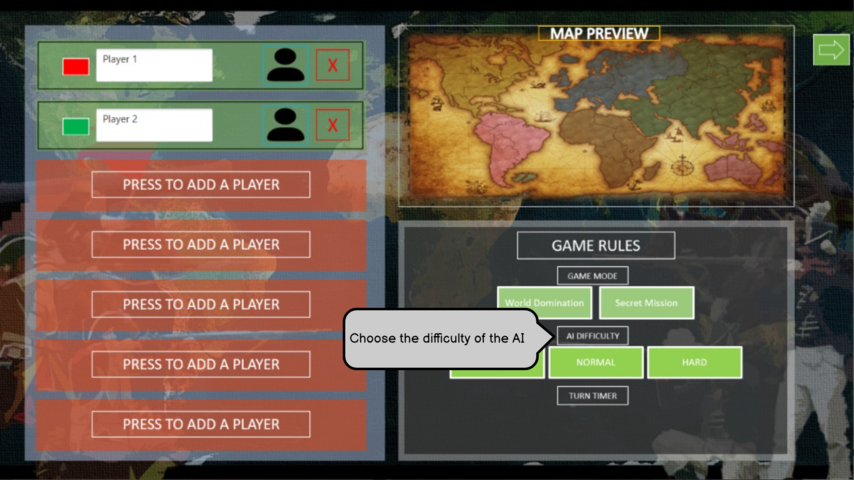 Player 1
X
Player 2
X
PRESS TO ADD A PLAYER
PRESS TO ADD A PLAYER
PRESS TO ADD A PLAYER
PRESS TO ADD A PLAYER
PRESS TO ADD A PLAYER
MAP PREVIEW
GAME RULES
GAME MODE
World Domination Secret Mission
Choose the difficulty of the AI
AI DIFFICULTY
NORMAL HARD
TURN TIMER